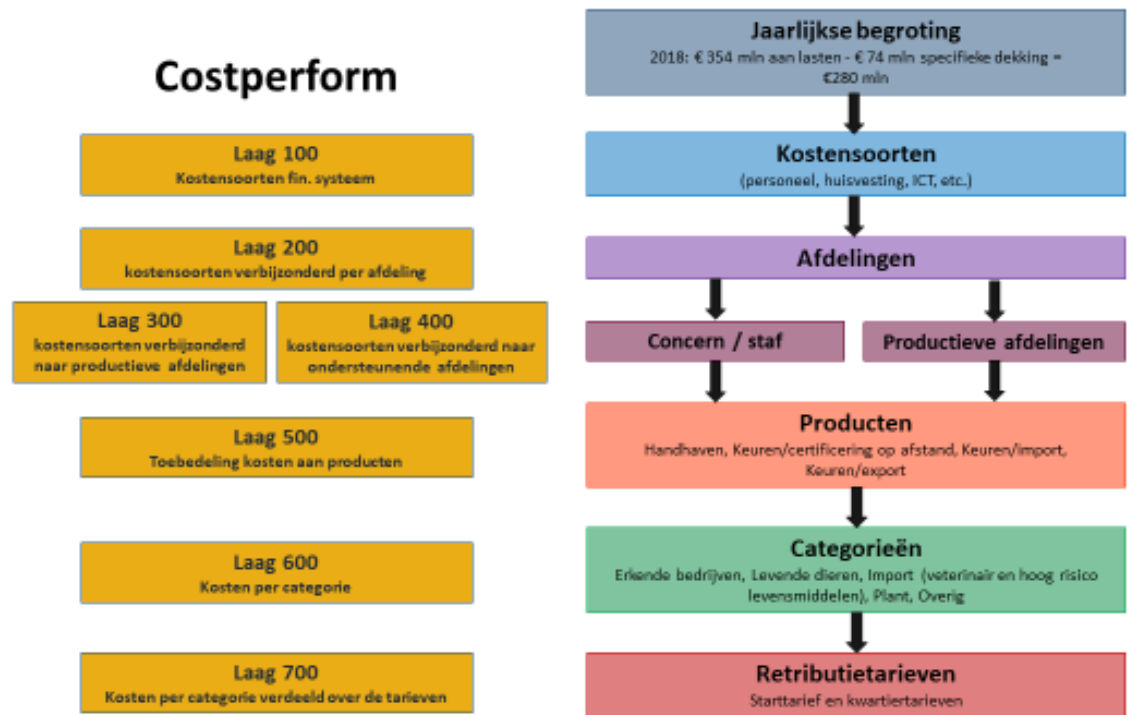 Costperform
Laag 100
Kostensoorten fin. systeem
Laag 200
kostensoorten verbijzonderd per afdeling
Laag 300
kostensoorten verbijzonderd
naar productieve afdelingen
Laag 400
kostensoorten verbijzonderd naar
ondersteunende afdelingen
Laag 500
Toebedeling kosten aan producten
Laag 600
Kosten per categorie
Laag 700
Kosten per categorie verdeeld over de tarieven
Jaarlijkse begroting
2018: € 354 mln aan lasten - € 74 mln specifieke dekking =
€280 mln
Kostensoorten
(personeel, huisvesting, ICT, etc.)
Afdelingen
Concern / staf
Productieve afdelingen
Producten
Handhaven, Keuren/certificering op afstand, Keuren/import,
Keuren/export
Categorieën
Erkende bedrijven, Levende dieren, Import (veterinair en hoog risico
levensmiddelen), Plant, Overig
Retributietarieven
Starttarief en kwartiertarieven